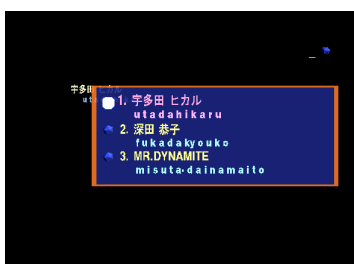 宇多田 ヒカル
1. 宇多田 ヒカル
utadahikaru
2. 深田 恭子
fukadakyouko
3. MR.DYNAMITE
misuta·dainamaito